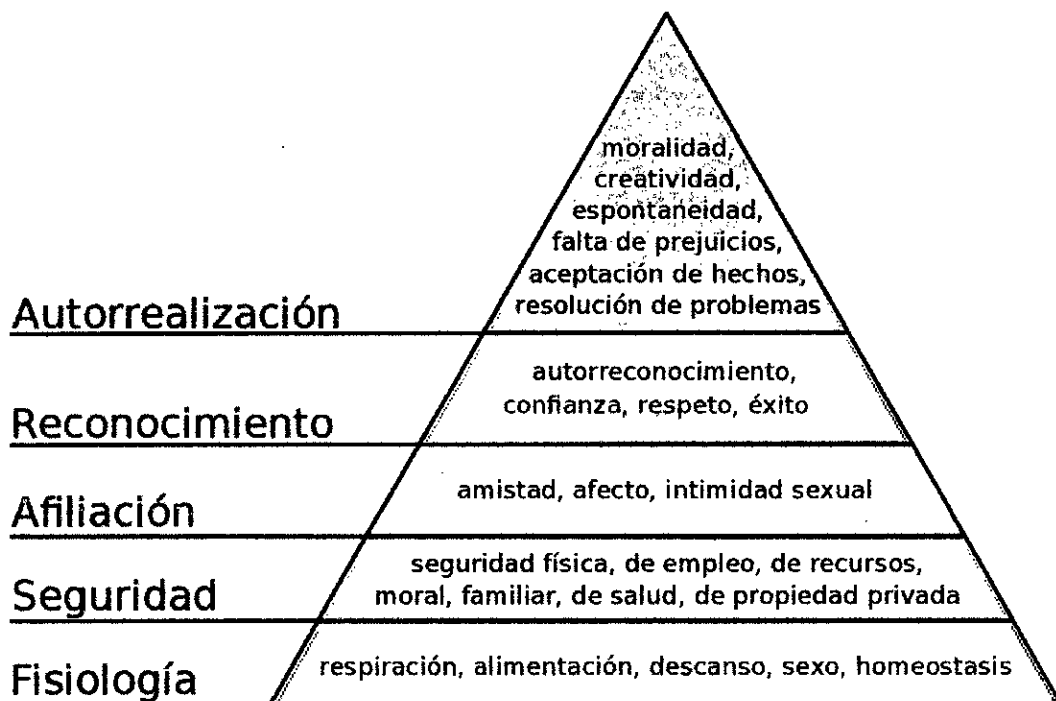 moralidad,
creatividad,
espontaneidad,
falta de prejuicios,
aceptación de hechos,
resolución de problemas
Autorrealización
autorreconocimiento,
confianza, respeto, éxito
Reconocimiento
amistad, afecto, intimidad sexual
Afiliación
seguridad física, de empleo, de recursos,
moral, familiar, de salud, de propiedad privada
Seguridad
respiración, alimentación, descanso, sexo, homeostasis
Fisiología